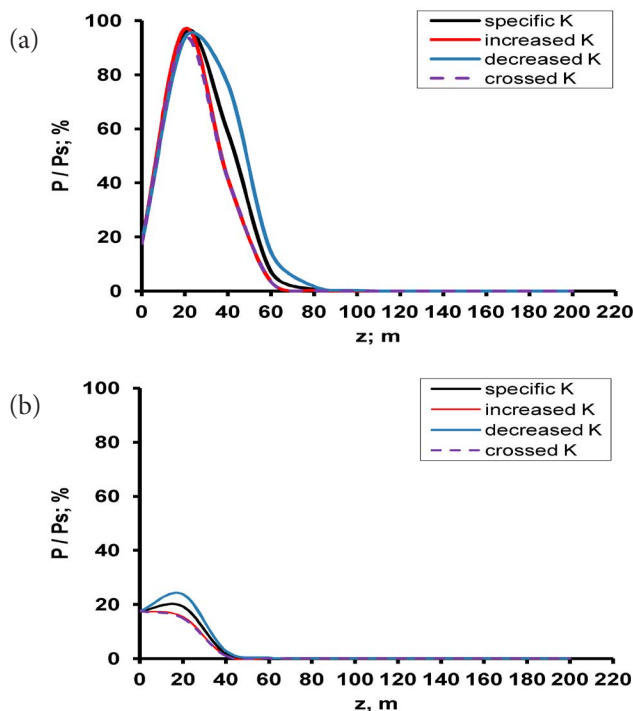 (a)
specific K
increased K
decreased K
crossed K
100
80
60
40
20
0
P / Ps; %
0 20 40 60 80 100 120 140 160 180 200 220
z; m
(b)
specific K
increased K
decreased K
crossed K
100
80
60
40
20
0
P / Ps; %
0 20 40 60 80 100 120 140 160 180 200 220
z, m